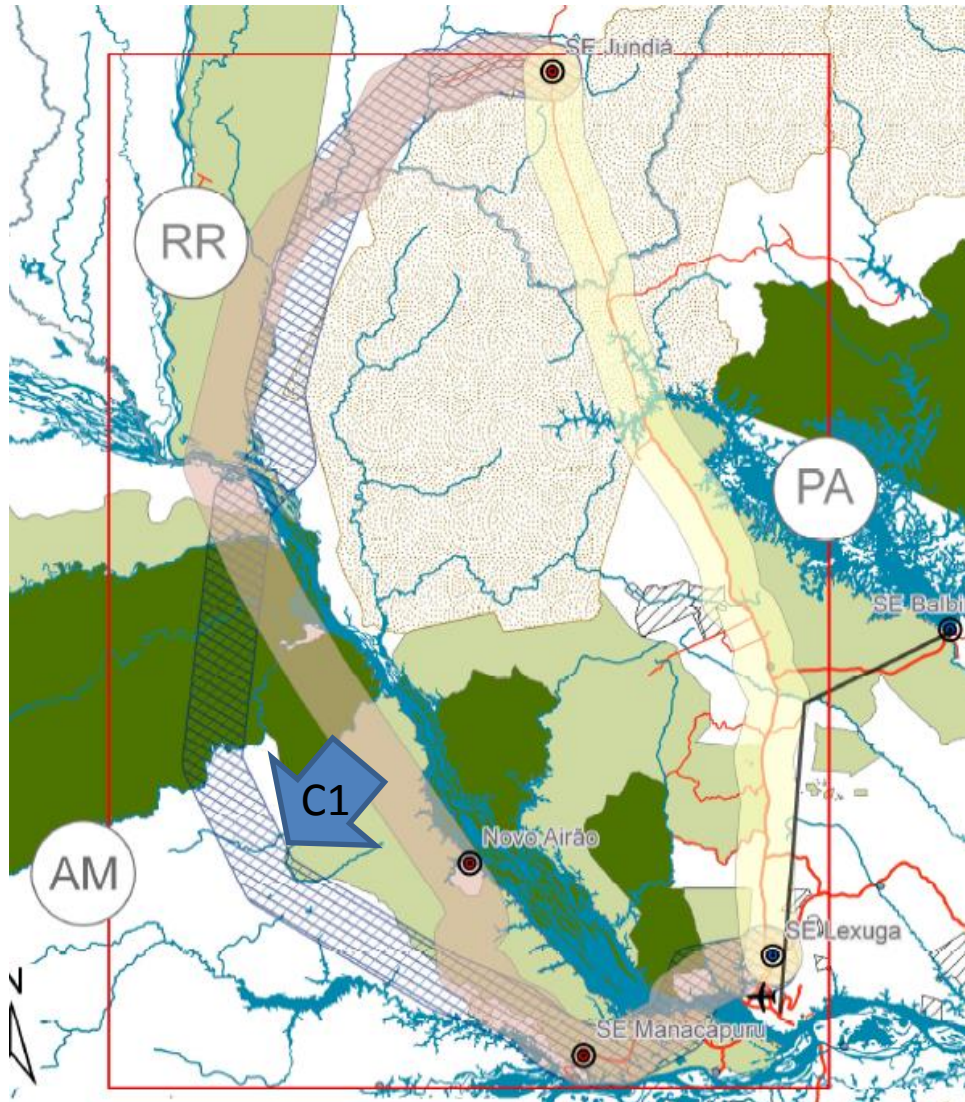 SE Jundiá
RR
PA
SE Balbi
C1
Novo Airão
AM
SE Lexuga
N
SE Manacapuru